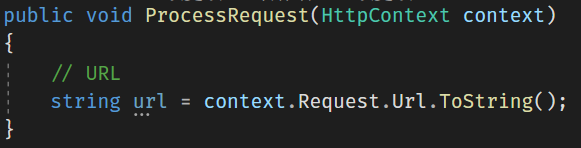 public void ProcessRequest(HttpContext context)
{
// URL
string url = context.Request.Url.ToString();
}